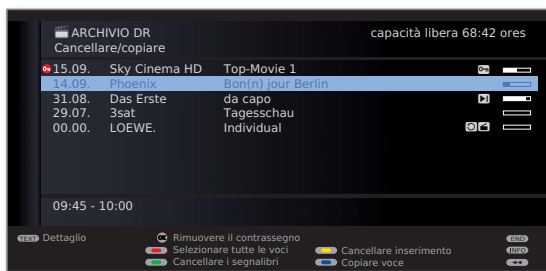 ARCHIVIO DR capacità libera 68:42 ores
Cancellare/copiare
15.09. Sky Cinema HD Top-Movie 1
14.09. Phoenix Bon(n) jour Berlin
31.08. Das Erste da capo
29.07. 3sat Tagesschau
00.00. LOEWE. Individual
09:45 - 10:00
TEXT Dettaglio Rimuovere il contrassegno END
Selezionare tutte le voci Cancellare inserimento INFO
Cancellare i segnalibri Copiare voce